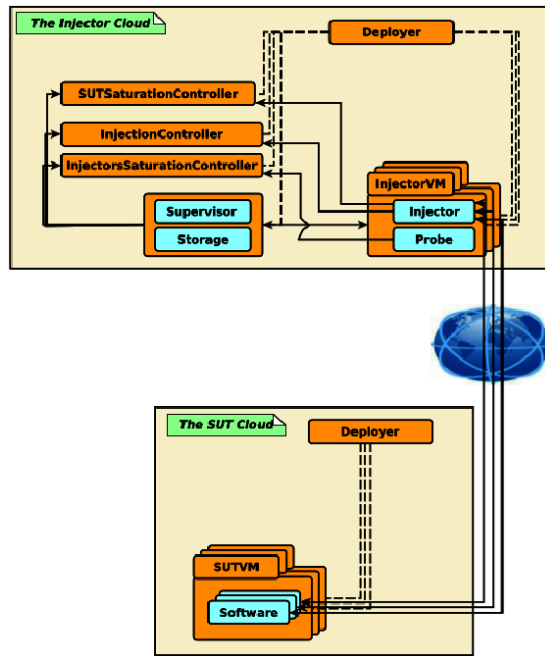 The Injector Cloud
Deployer
SUTSaturationController
InjectionController
InjectorsSaturationController
InjectorVM
Supervisor
Injector
Storage
Probe
The SUT Cloud
Deployer
SUTVM
Software